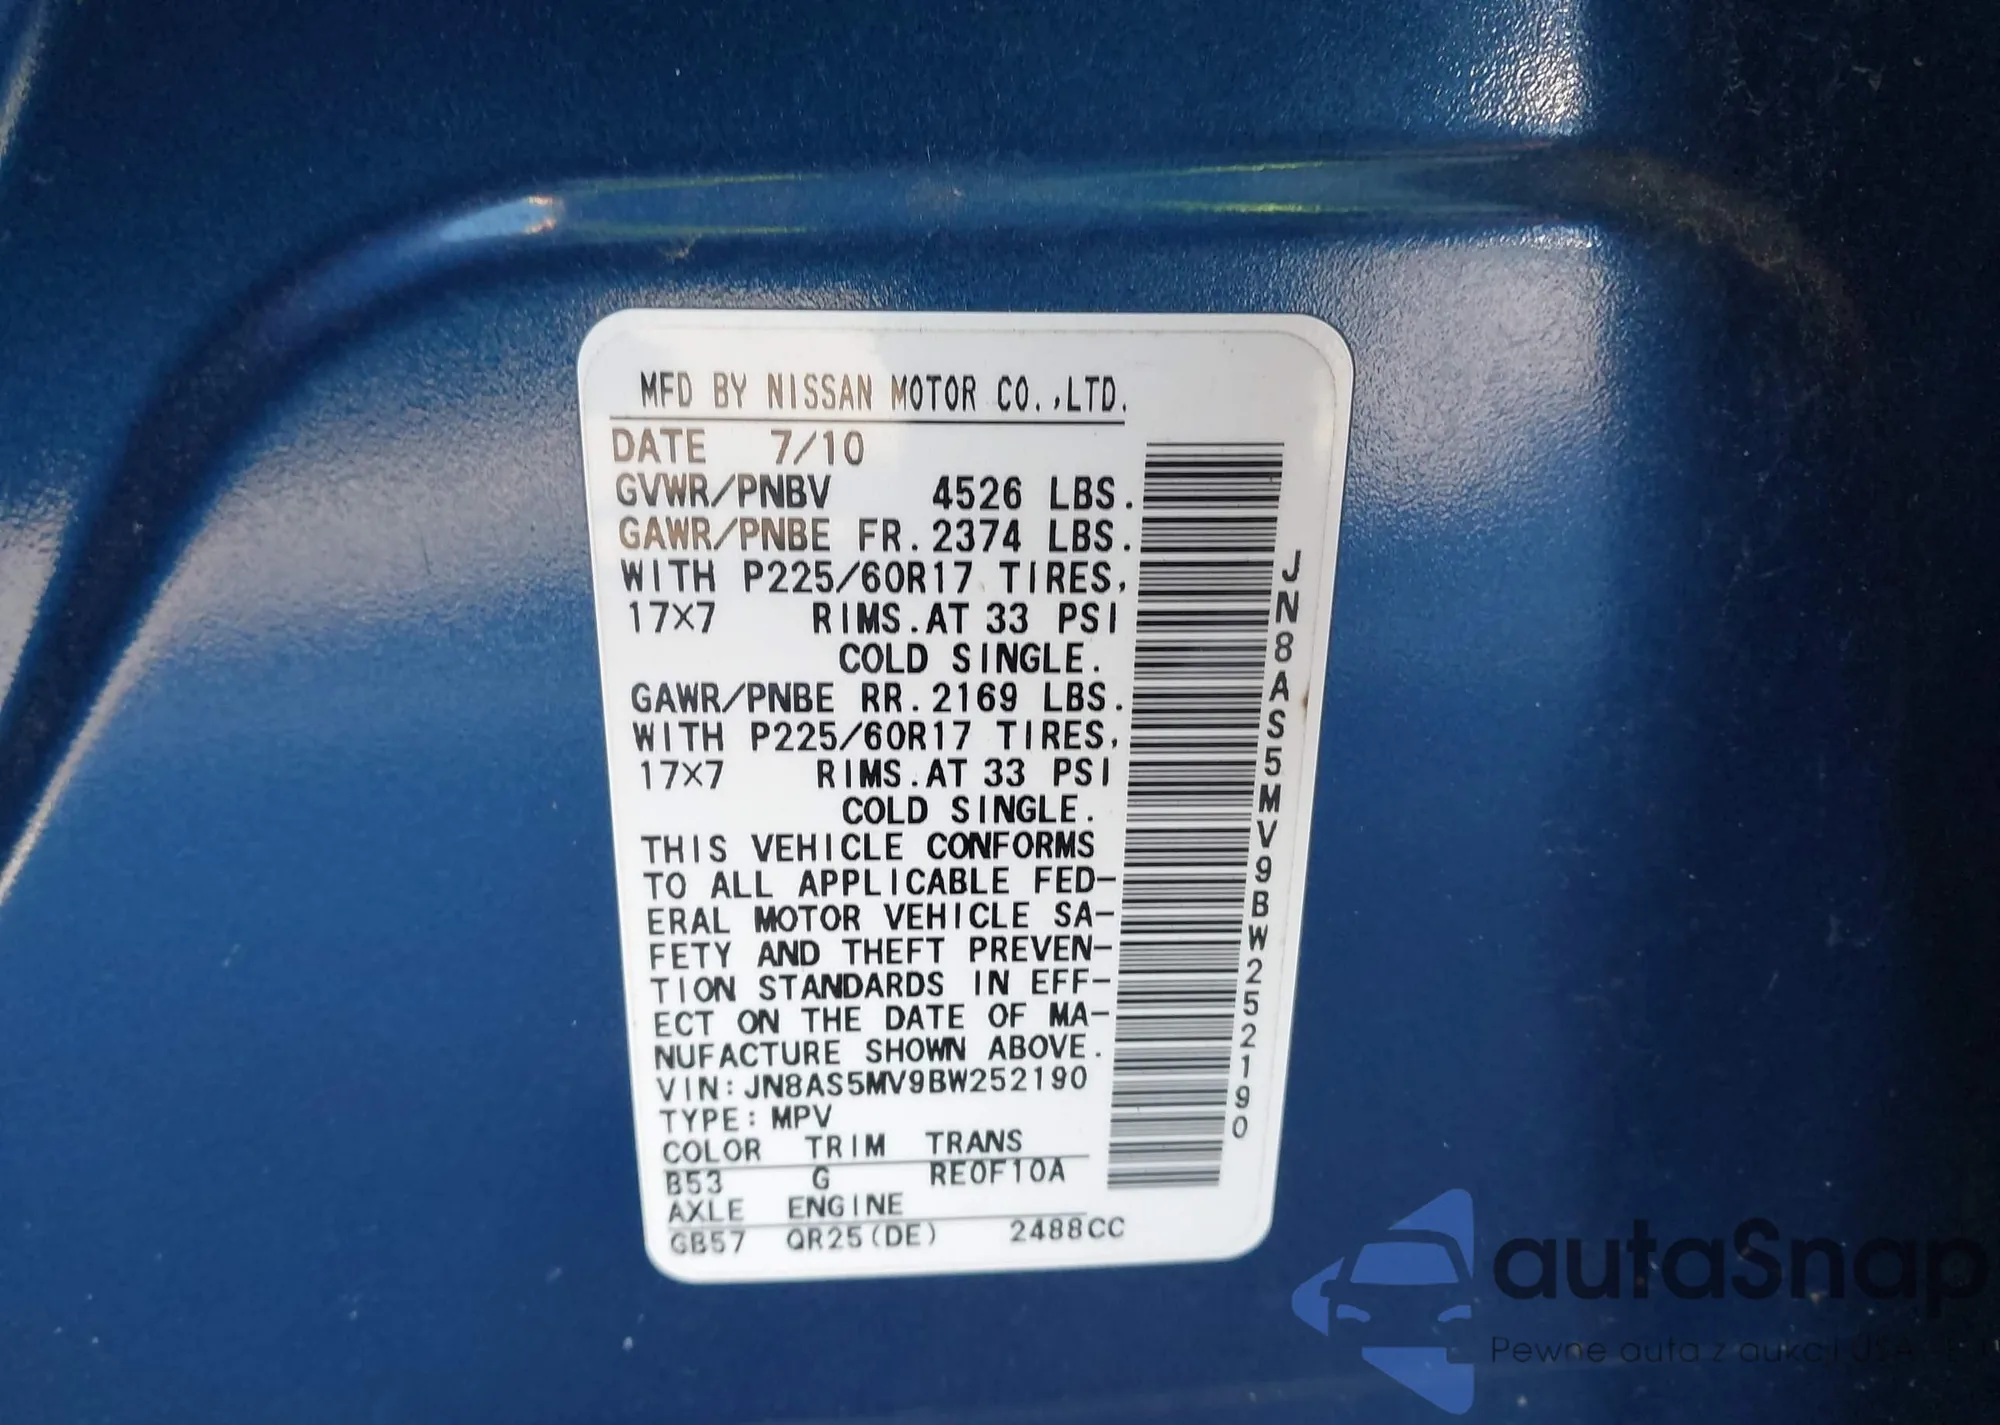 MFD BY NISSAN MOTOR CO.,LTD.
DATE 7/10
GVWR/PNBV 4526 LBS.
GAWR/PNBE FR.2374 LBS.
WITH P225/60R17 TIRES,
17×7 RIMS.AT 33 PSI
COLD SINGLE.
GAWR/PNBE RR.2169 LBS.
WITH P225/60R17 TIRES,
17×7 RIMS.AT 33 PSI
COLD SINGLE.
THIS VEHICLE CONFORMS
TO ALL APPLICABLE FED-
ERAL MOTOR VEHICLE SA-
FETY AND THEFT PREVEN-
TION STANDARDS IN EFF-
ECT ON THE DATE OF MA-
NUFACTURE SHOWN ABOVE.
VIN:JN8AS5MV9BW252190
TYPE:MPV
COLOR TRIM TRANS
B53 G RE0F10A
AXLE ENGINE
GB57 QR25(DE) 2488CC
JN8AS5MV9BW252190
autaSnap
Pewne auta z aukcji USA